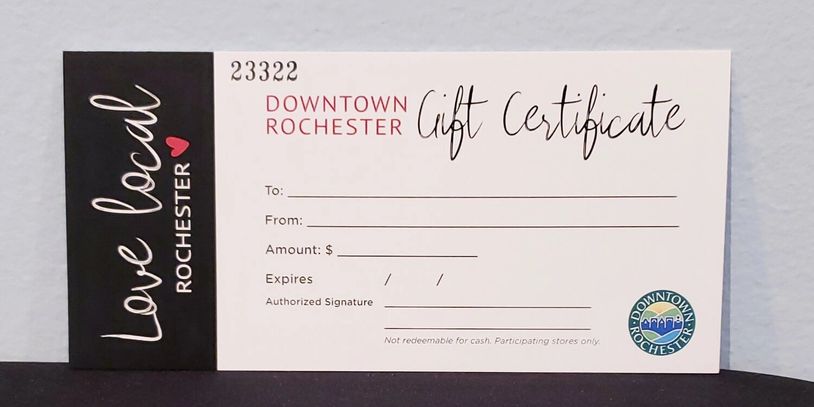 Love local
ROCHESTER
23322
DOWNTOWN
ROCHESTER
Gift Certificate
To:
From:
Amount: $
Expires / /
Authorized Signature
Not redeemable for cash. Participating stores only.
DOWNTOWN
ROCHESTER